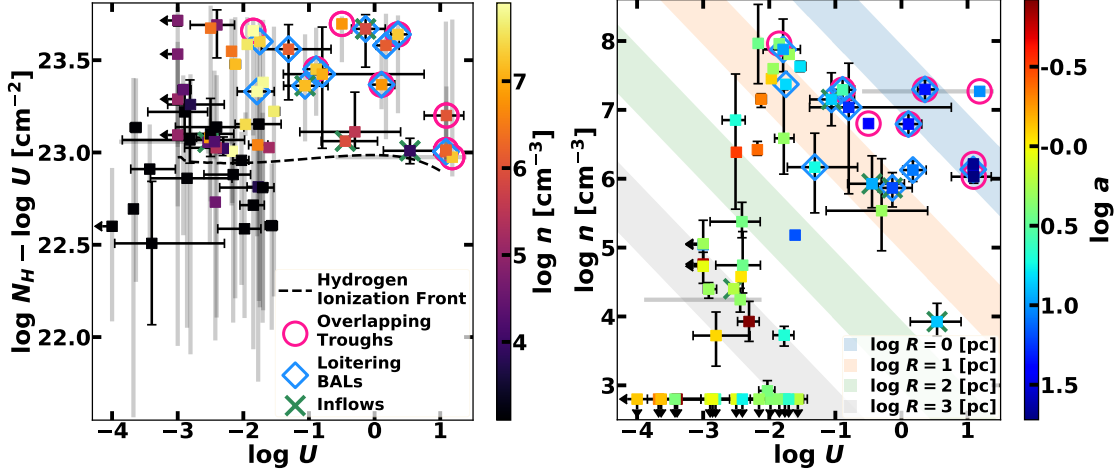 log N_H − log U [cm^{−2}]
23.5
23.0
22.5
22.0
−4 −3 −2 −1 0 1
log U
Hydrogen
Ionization Front
Overlapping
Troughs
Loitering
BALs
Inflows
7
6
5
4
log n [cm^{−3}]
log n [cm^{−3}]
8
7
6
5
4
3
−4 −3 −2 −1 0 1
log U
log R = 0 [pc]
log R = 1 [pc]
log R = 2 [pc]
log R = 3 [pc]
−0.5
0.0
0.5
1.0
1.5
log a